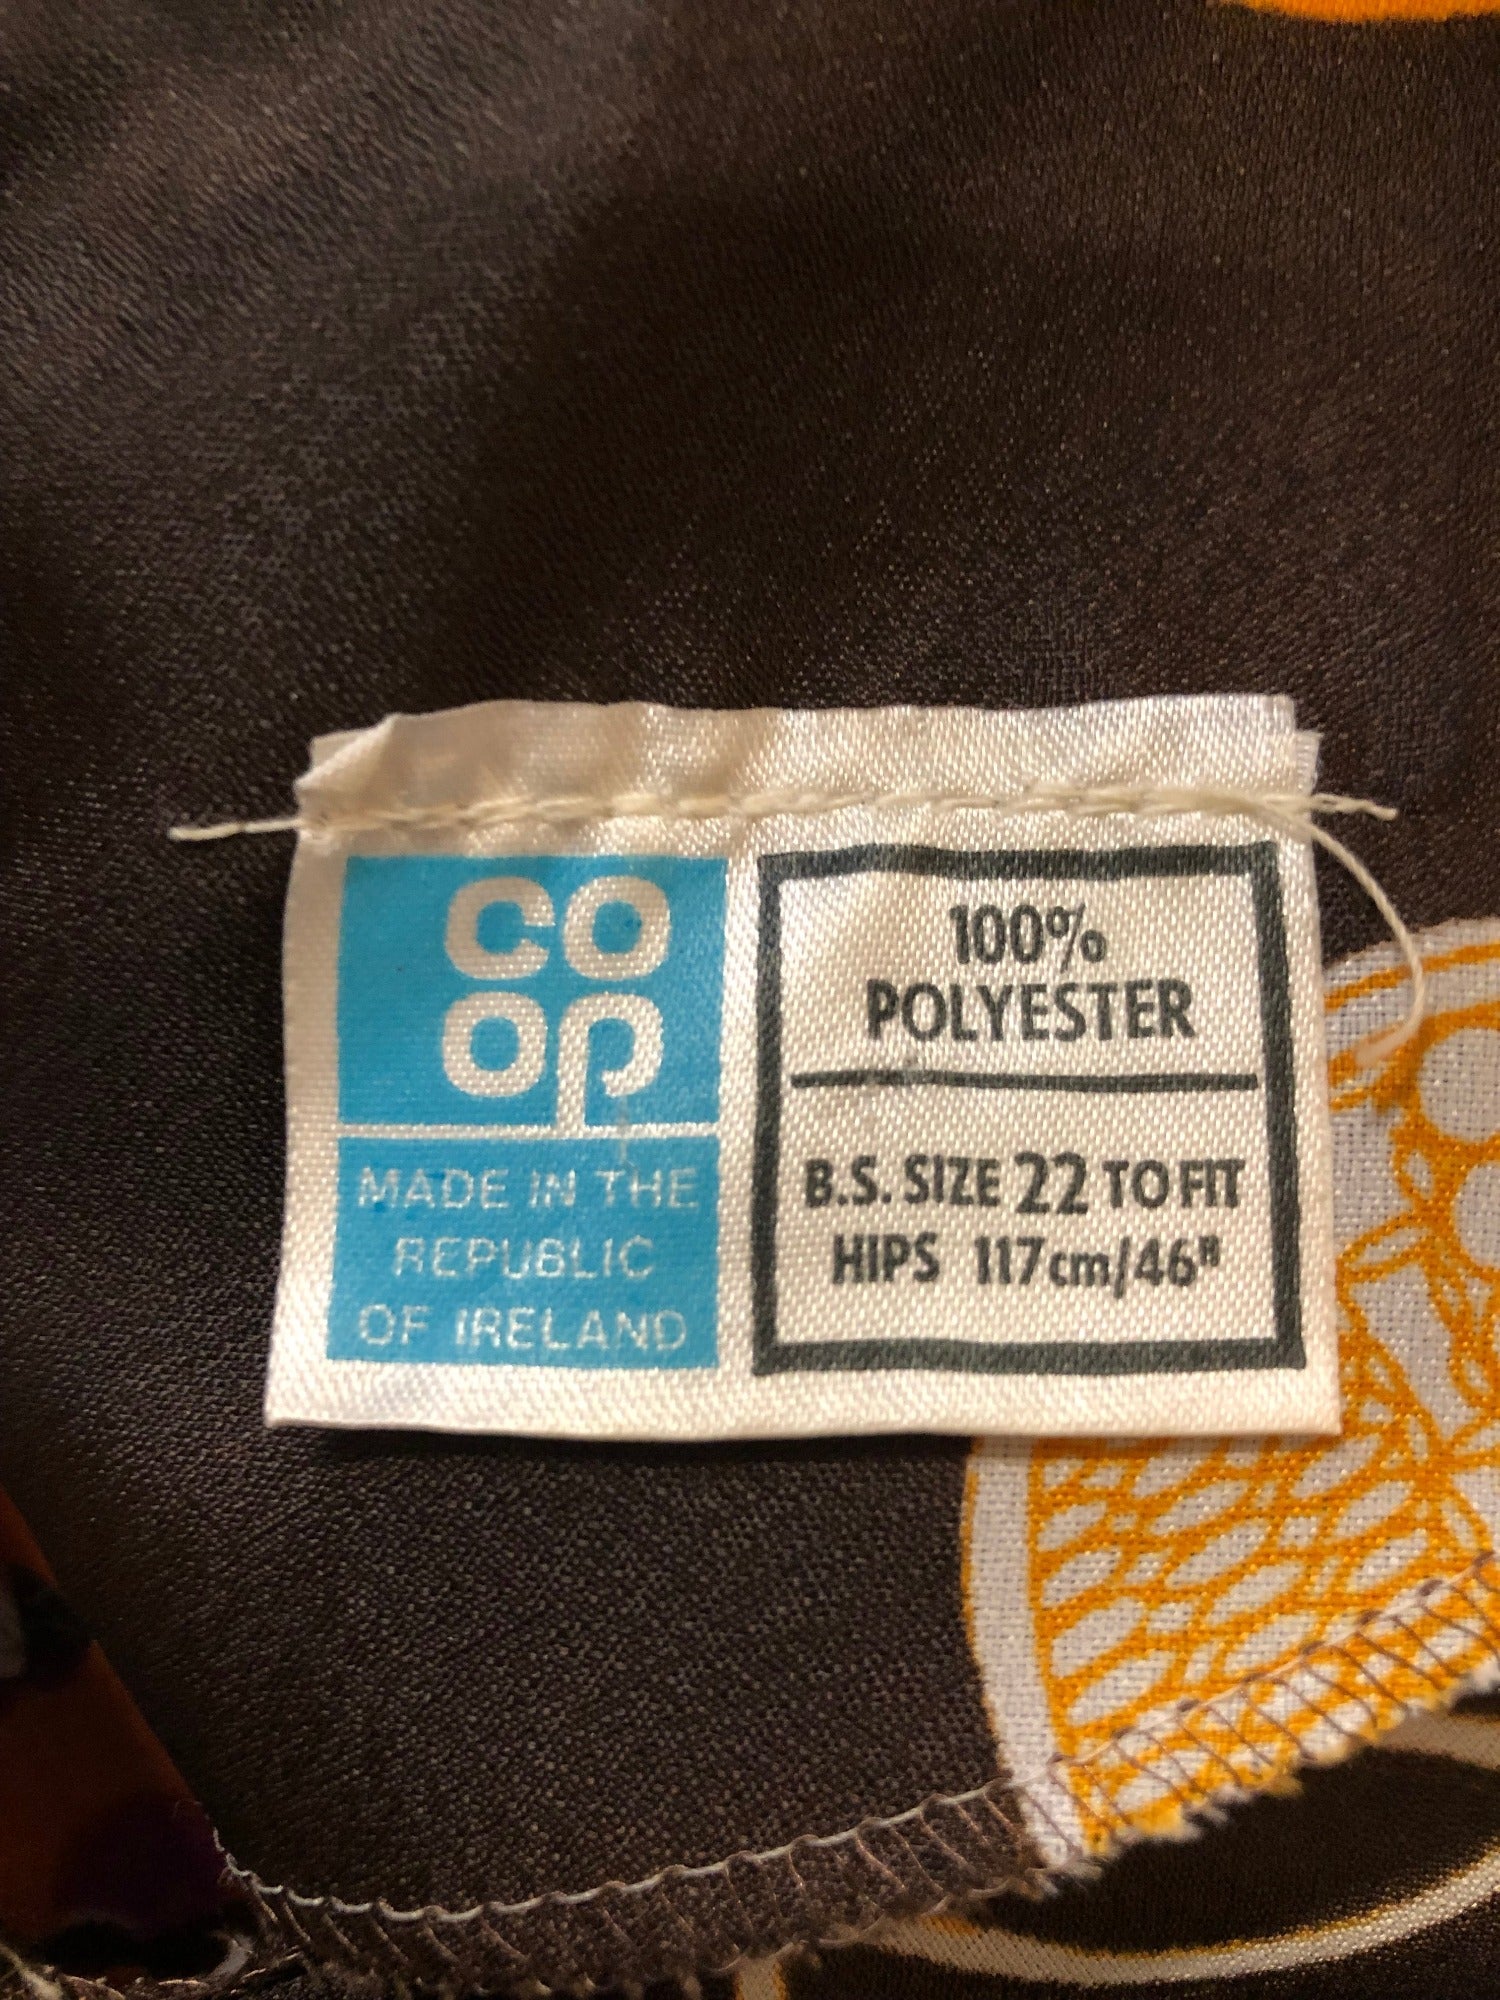 CO
OP
MADE IN THE
REPUBLIC
OF IRELAND
100%
POLYESTER
B.S. SIZE 22 TO FIT
HIPS 117cm/46"